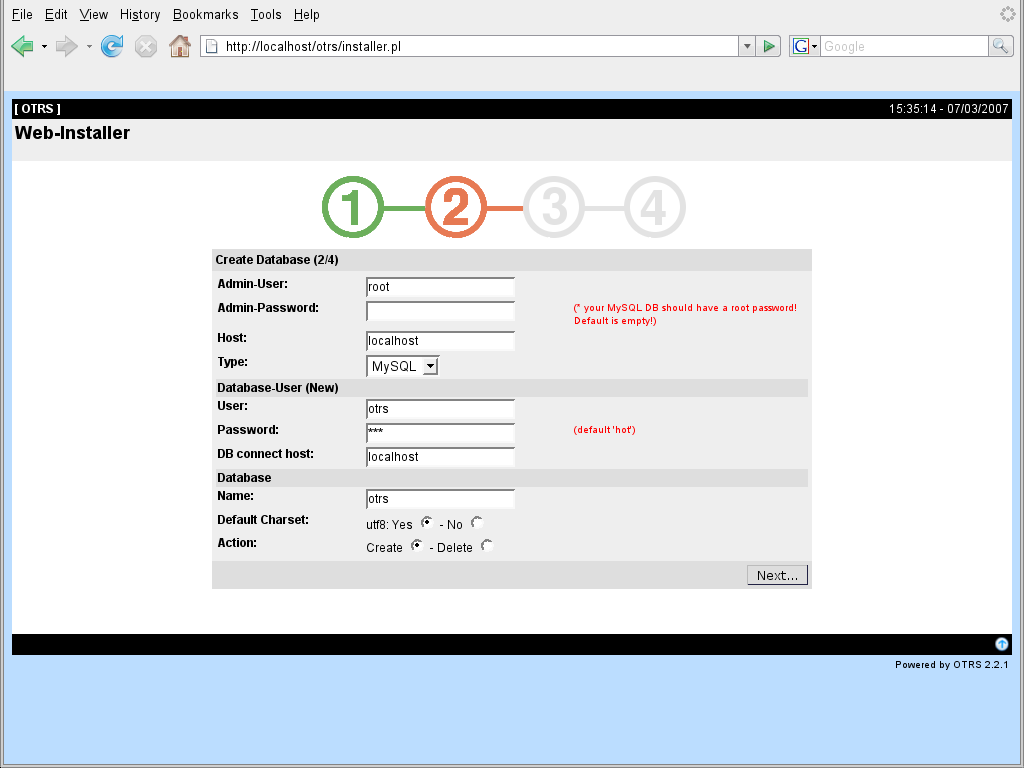 File Edit View History Bookmarks Tools Help
http://localhost/otrs/installer.pl G Google
[ OTRS ] 15:35:14 - 07/03/2007
Web-Installer
1 2 3 4
Create Database (2/4)
Admin-User: root
Admin-Password: (* your MySQL DB should have a root password!
Default is empty!)
Host: localhost
Type: MySQL
Database-User (New)
User: otrs
Password: *** (default 'hot')
DB connect host: localhost
Database
Name: otrs
Default Charset: utf8: Yes - No
Action: Create - Delete
Next...
Powered by OTRS 2.2.1